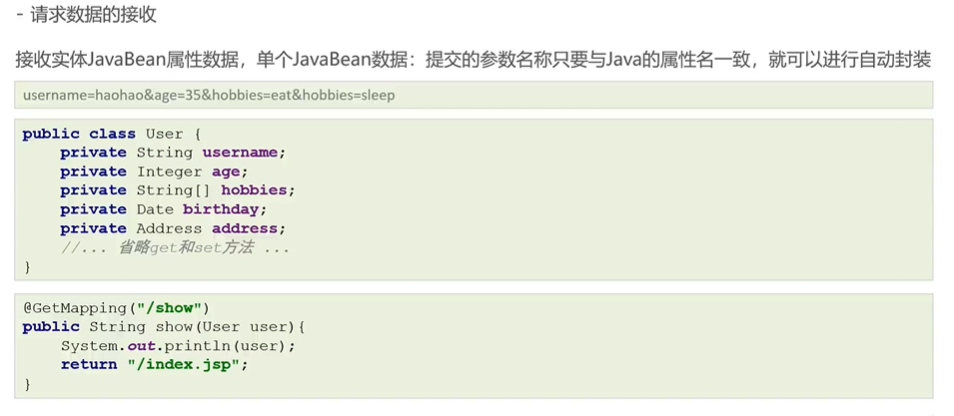 - 请求数据的接收
接收实体JavaBean属性数据，单个JavaBean数据：提交的参数名称只要与Java的属性名一致，就可以进行自动封装
username=haohao&age=35&hobbies=eat&hobbies=sleep
public class User {
    private String username;
    private Integer age;
    private String[] hobbies;
    private Date birthday;
    private Address address;
    //... 省略get和set方法 ...
}
@GetMapping("/show")
public String show(User user){
    System.out.println(user);
    return "/index.jsp";
}